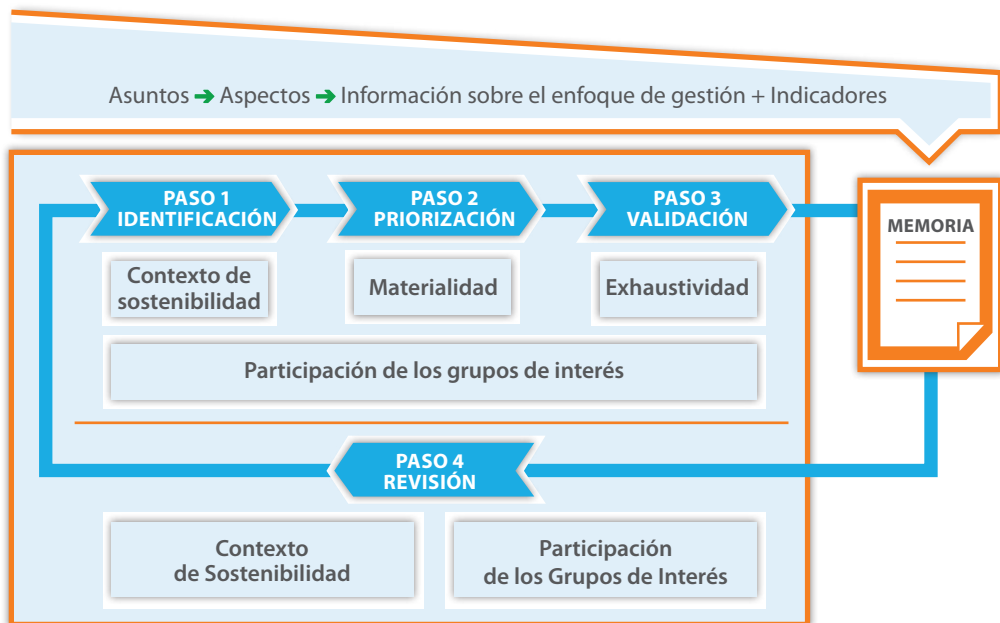 Asuntos ➔ Aspectos ➔ Información sobre el enfoque de gestión + Indicadores
PASO 1
IDENTIFICACIÓN
PASO 2
PRIORIZACIÓN
PASO 3
VALIDACIÓN
MEMORIA
Contexto de
sostenibilidad
Materialidad
Exhaustividad
Participación de los grupos de interés
PASO 4
REVISIÓN
Contexto
de Sostenibilidad
Participación
de los Grupos de Interés